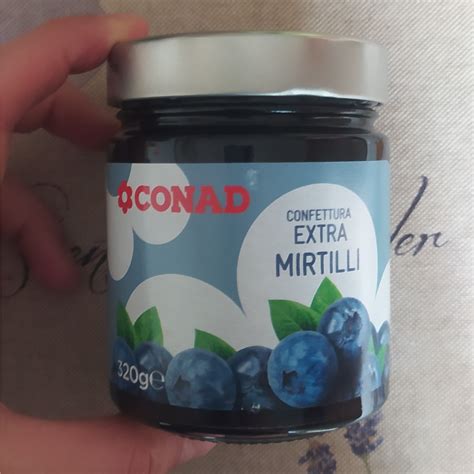 CONAD
CONFETTURA
EXTRA
MIRTILLI
320g℮